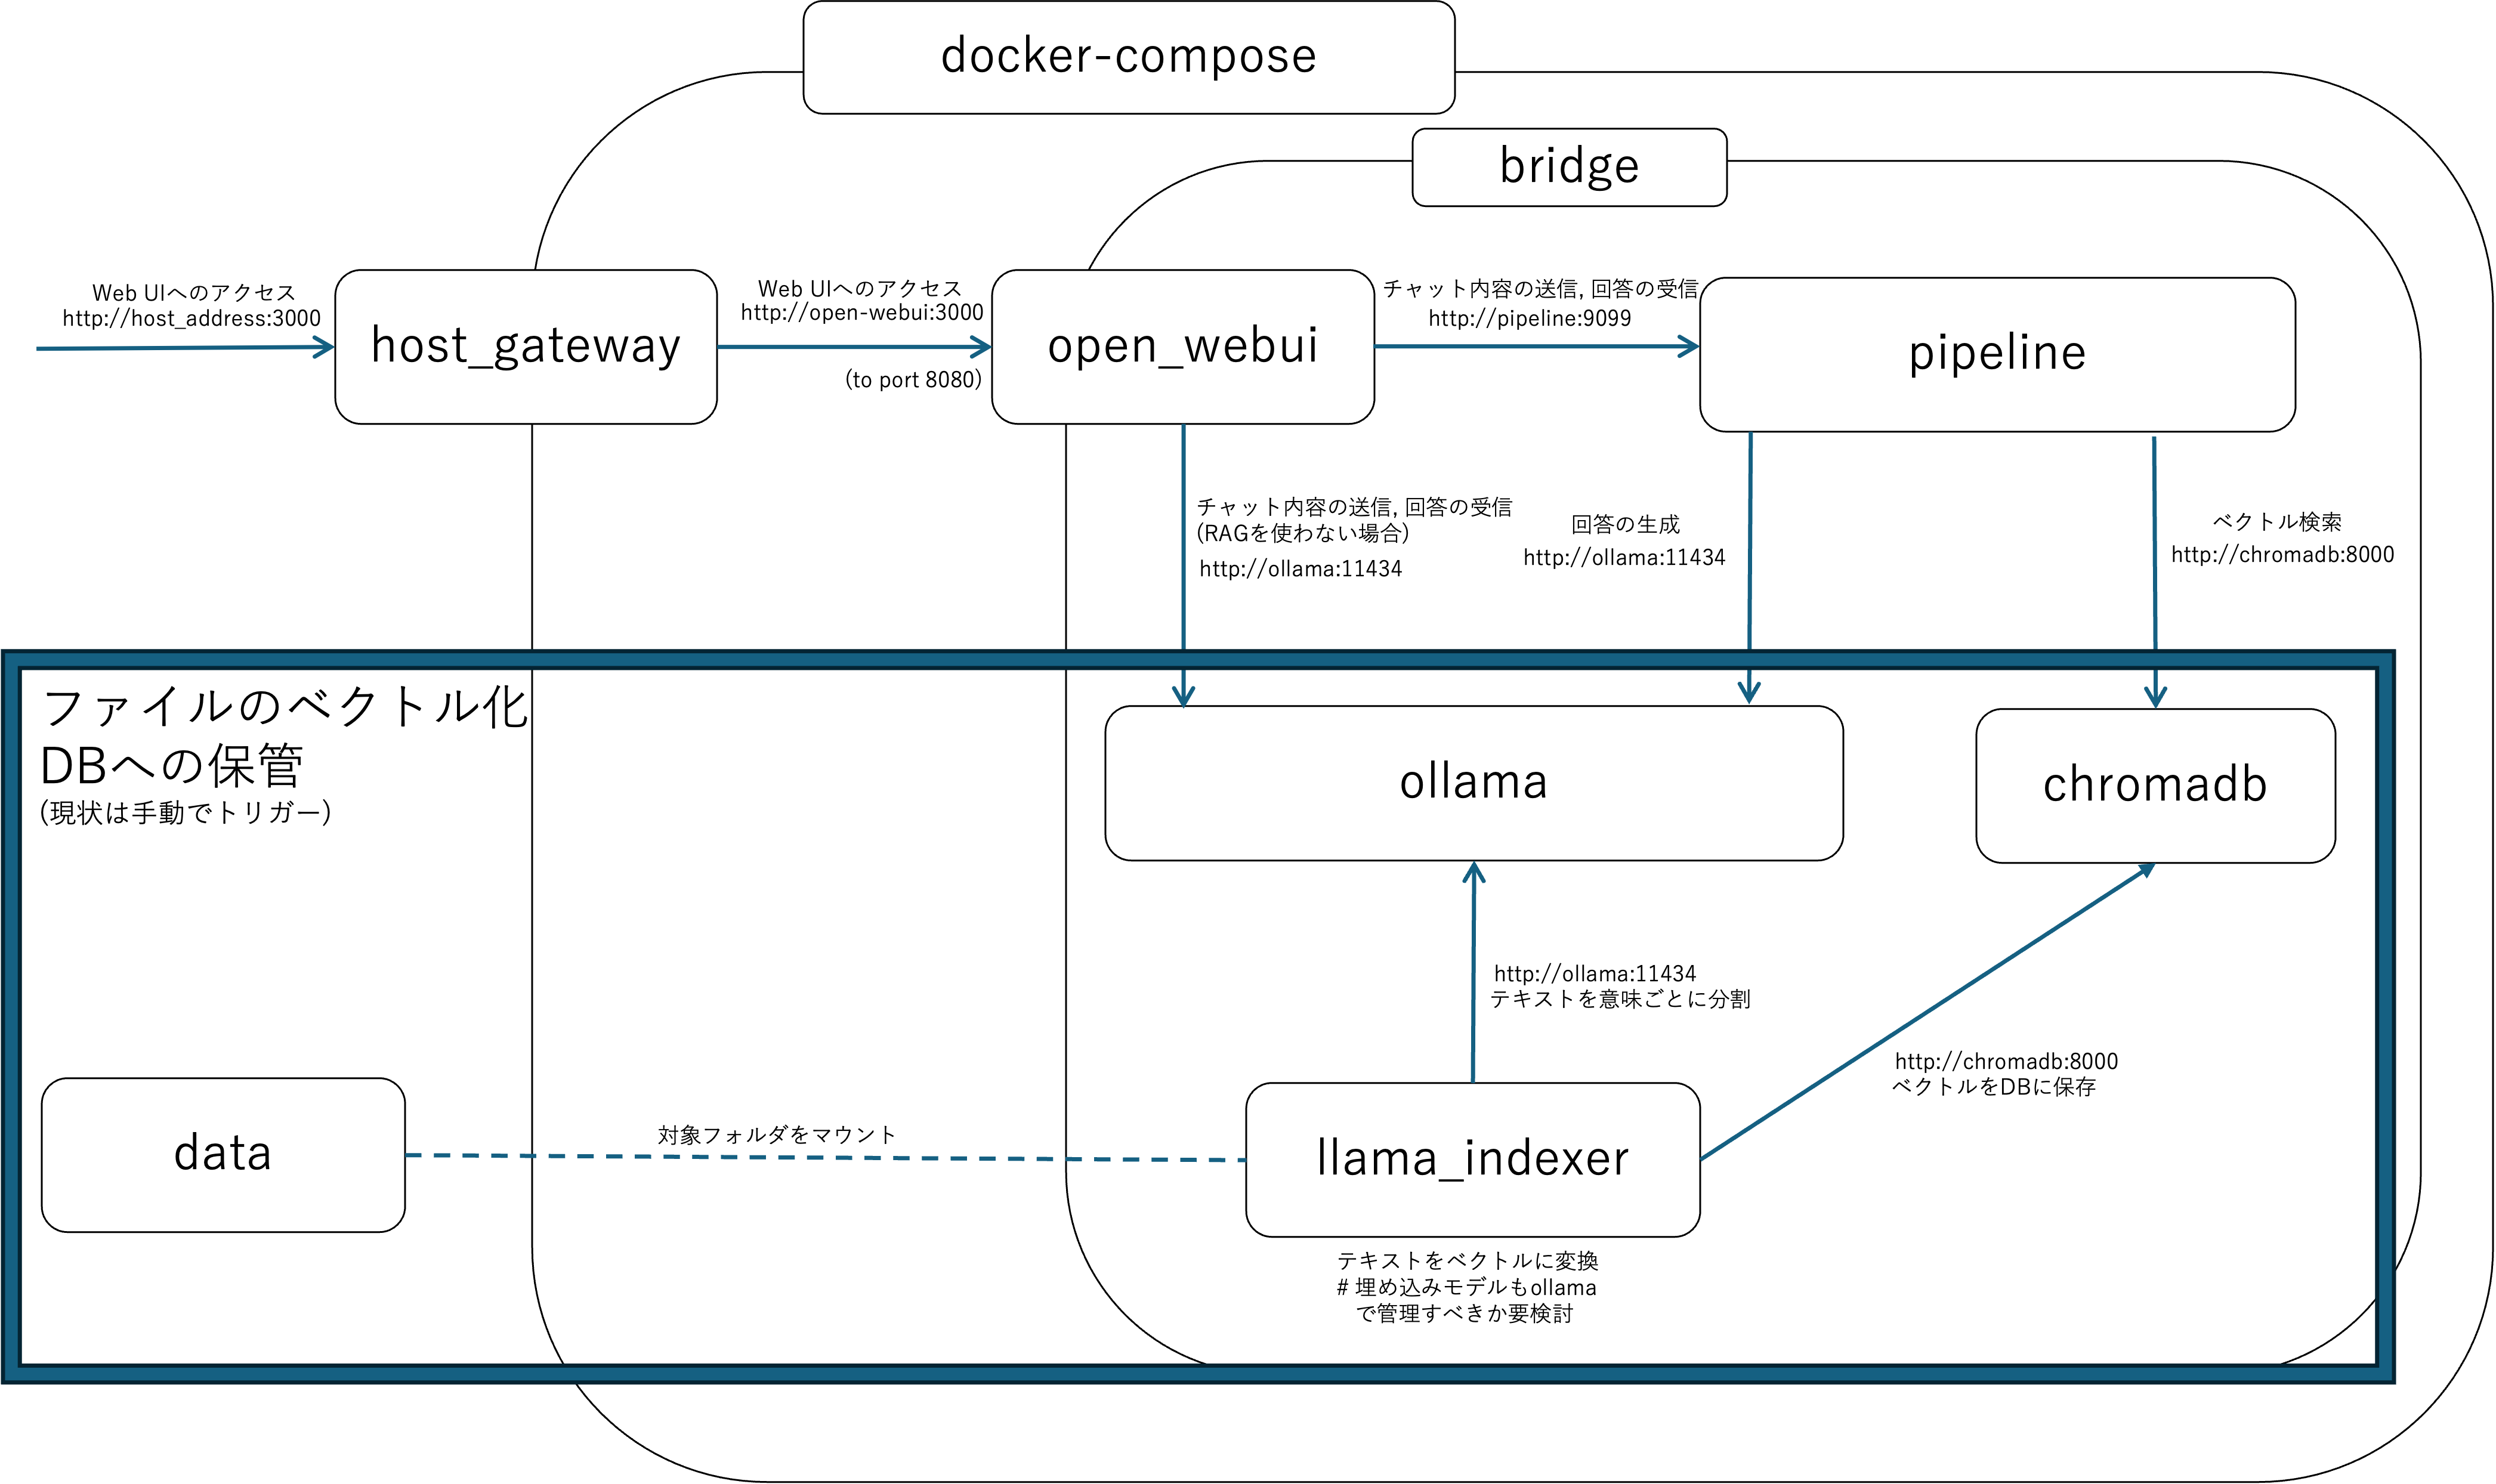 docker-compose
bridge
Web UIへのアクセス
http://host_address:3000
host_gateway
Web UIへのアクセス
http://open-webui:3000
(to port 8080)
open_webui
チャット内容の送信, 回答の受信
http://pipeline:9099
pipeline
チャット内容の送信, 回答の受信
(RAGを使わない場合)
http://ollama:11434
回答の生成
http://ollama:11434
ベクトル検索
http://chromadb:8000
ファイルのベクトル化
DBへの保管
(現状は手動でトリガー)
ollama
chromadb
http://ollama:11434
テキストを意味ごとに分割
http://chromadb:8000
ベクトルをDBに保存
data
対象フォルダをマウント
llama_indexer
テキストをベクトルに変換
# 埋め込みモデルもollama
で管理すべきか要検討